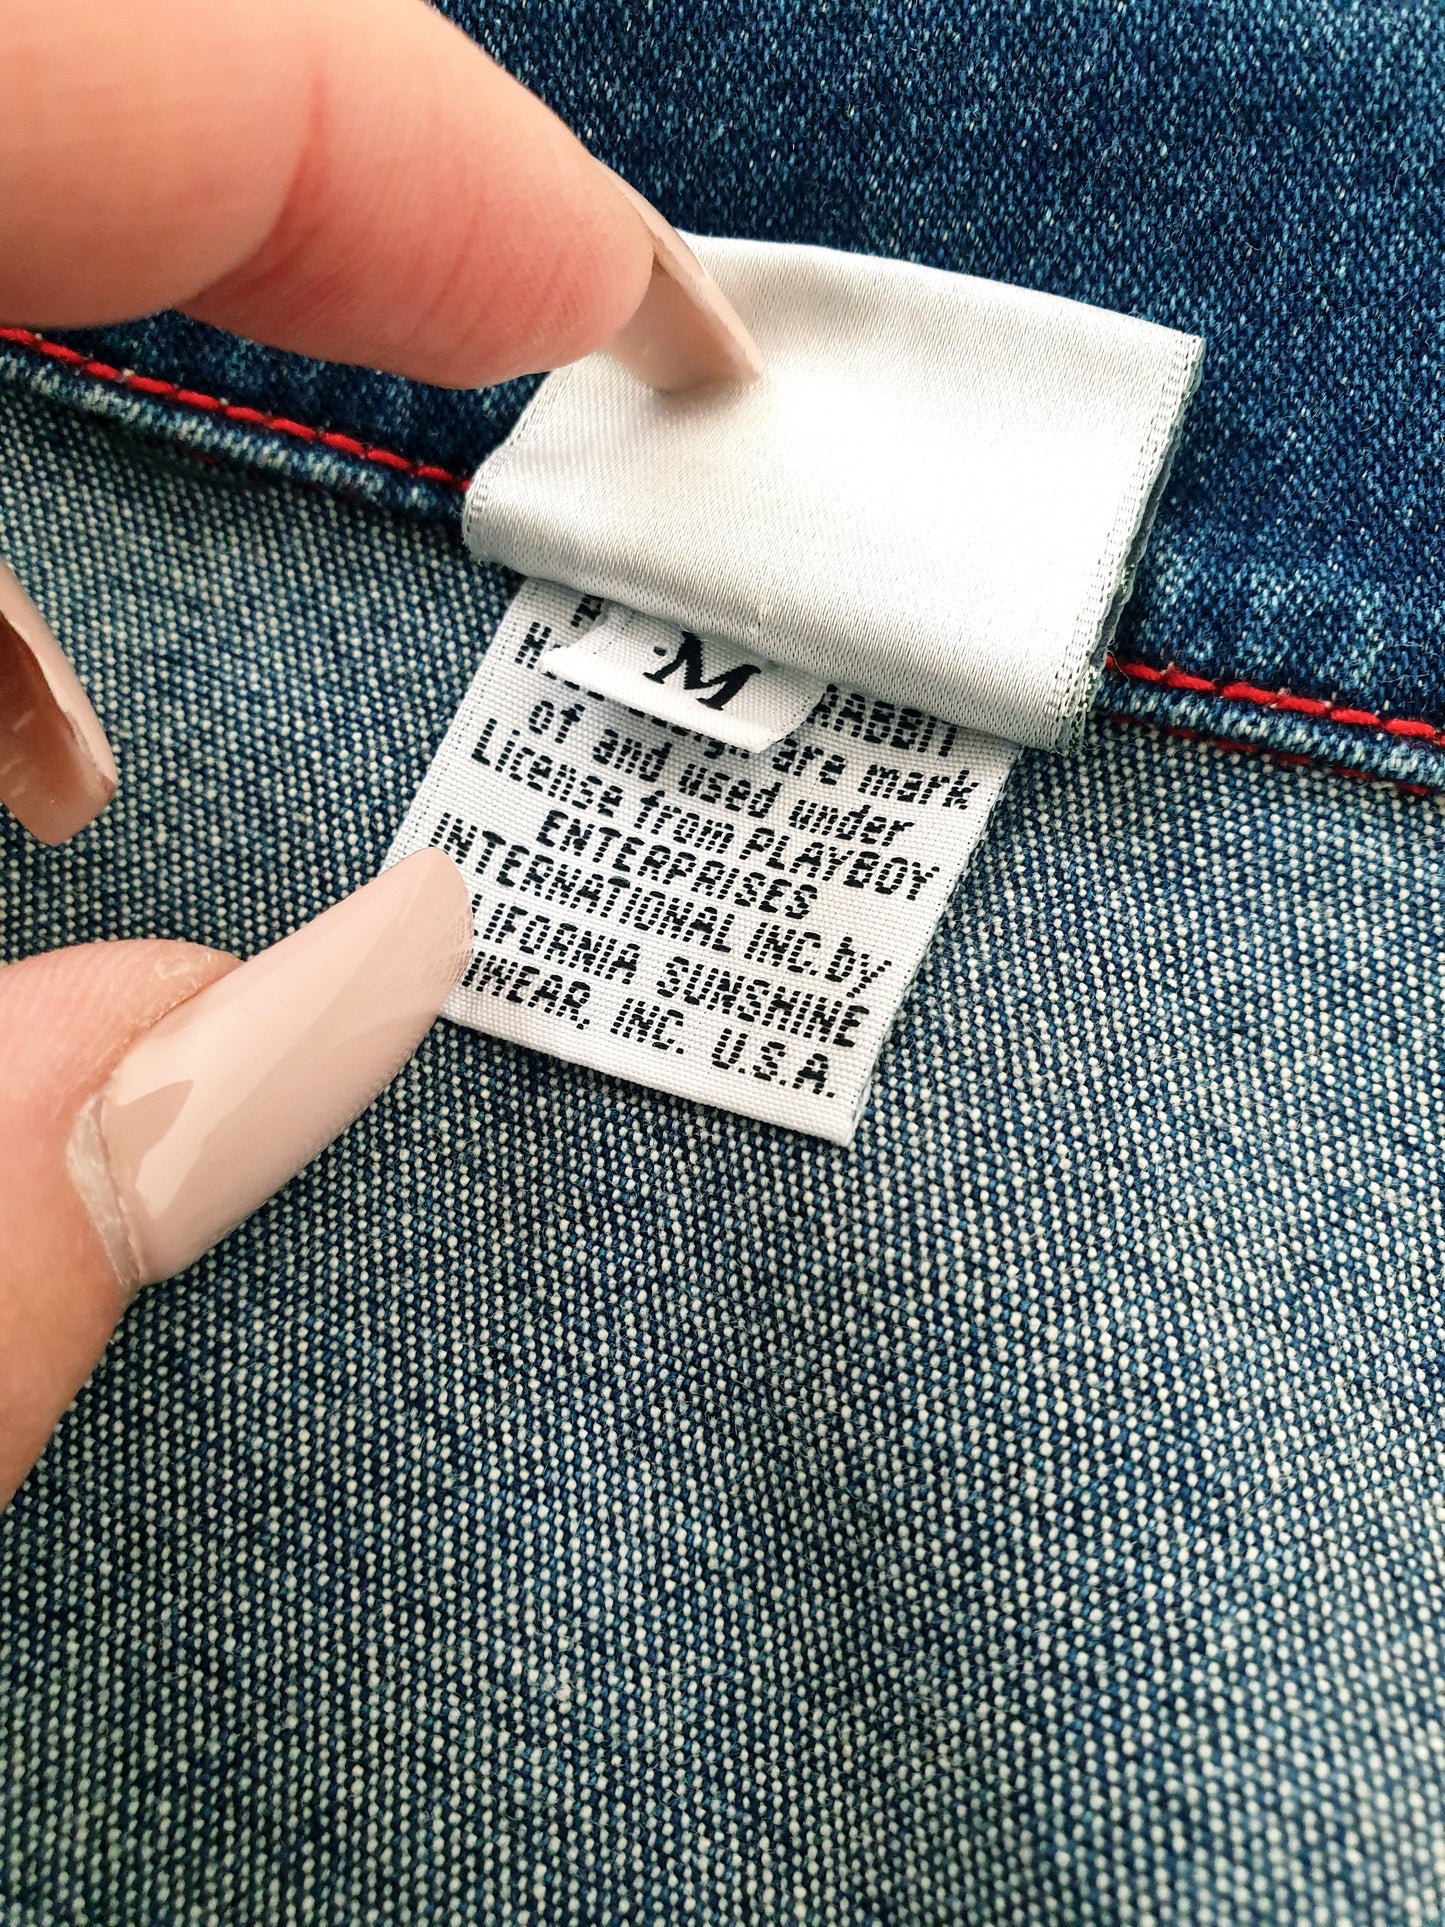 M
RABBIT
are mark
of and used under
License from PLAYBOY
ENTERPRISES
INTERNATIONAL INC. by
SUNSHINE
INC. U.S.A.